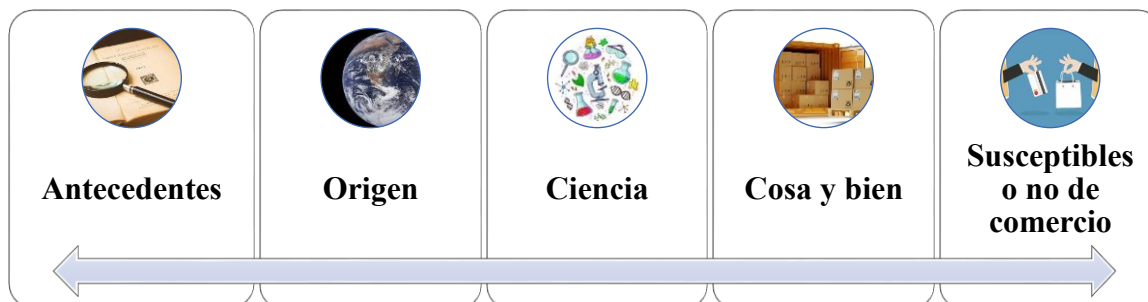 Antecedentes
Origen
Ciencia
Cosa y bien
Susceptibles
o no de
comercio